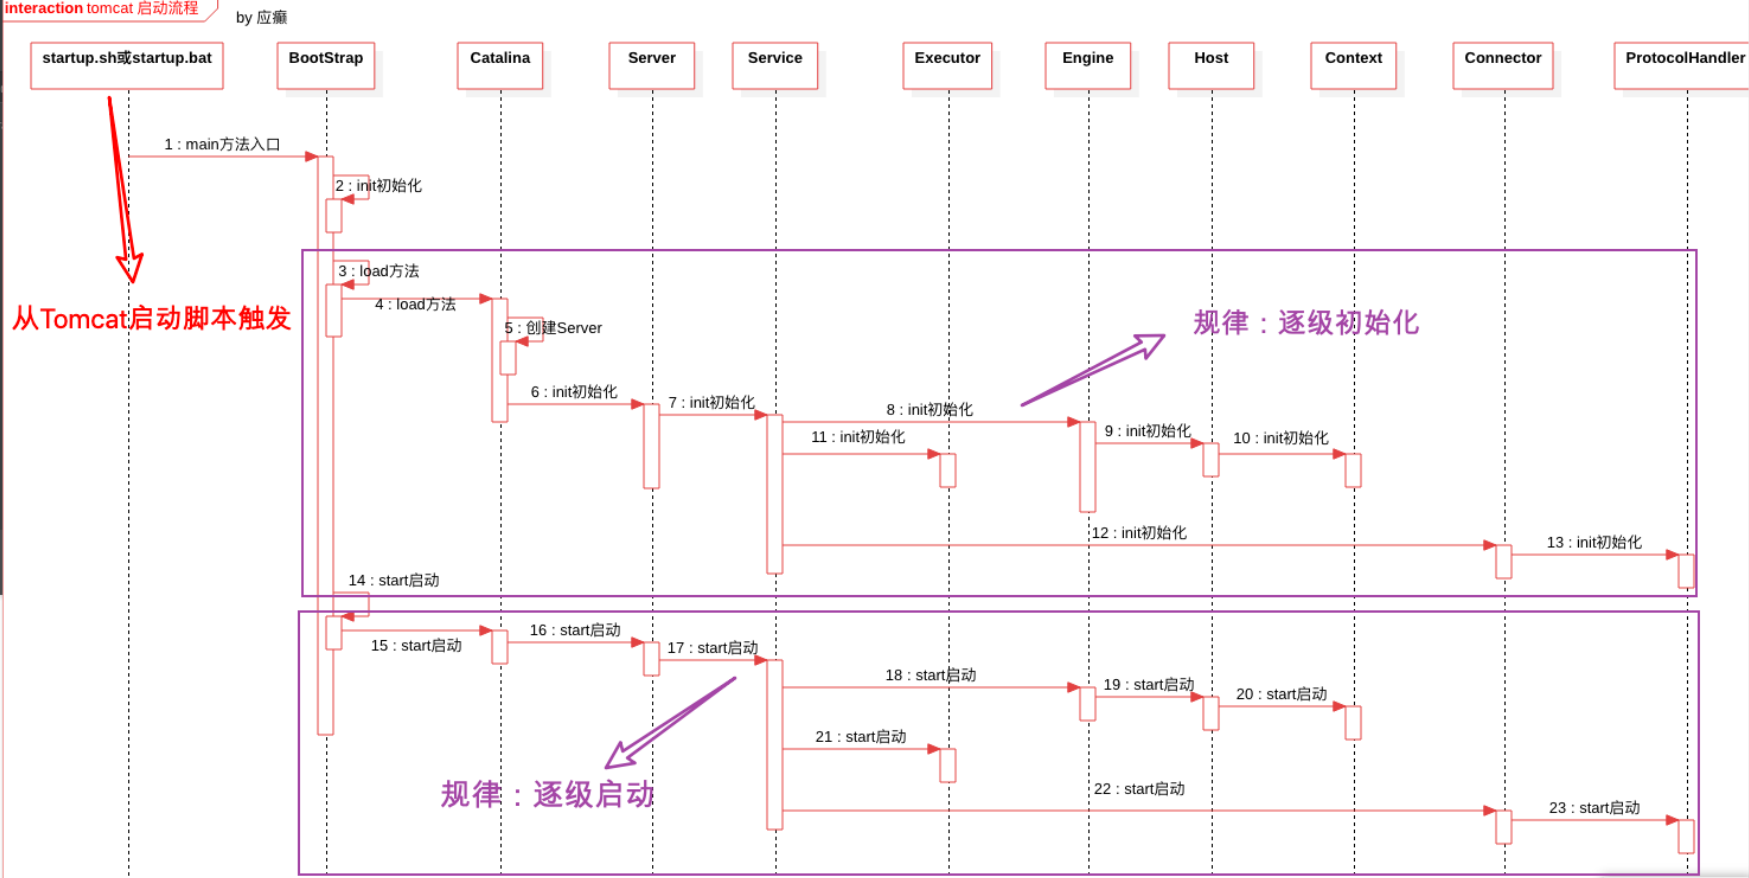 interaction tomcat 启动流程
by 应癫
startup.sh或startup.bat
BootStrap
Catalina
Server
Service
Executor
Engine
Host
Context
Connector
ProtocolHandler
1 : main方法入口
2 : init初始化
3 : load方法
4 : load方法
从Tomcat启动脚本触发
规律：逐级初始化
5 : 创建Server
6 : init初始化
7 : init初始化
8 : init初始化
9 : init初始化
10 : init初始化
11 : init初始化
12 : init初始化
13 : init初始化
14 : start启动
15 : start启动
16 : start启动
17 : start启动
18 : start启动
19 : start启动
20 : start启动
21 : start启动
规律：逐级启动
22 : start启动
23 : start启动